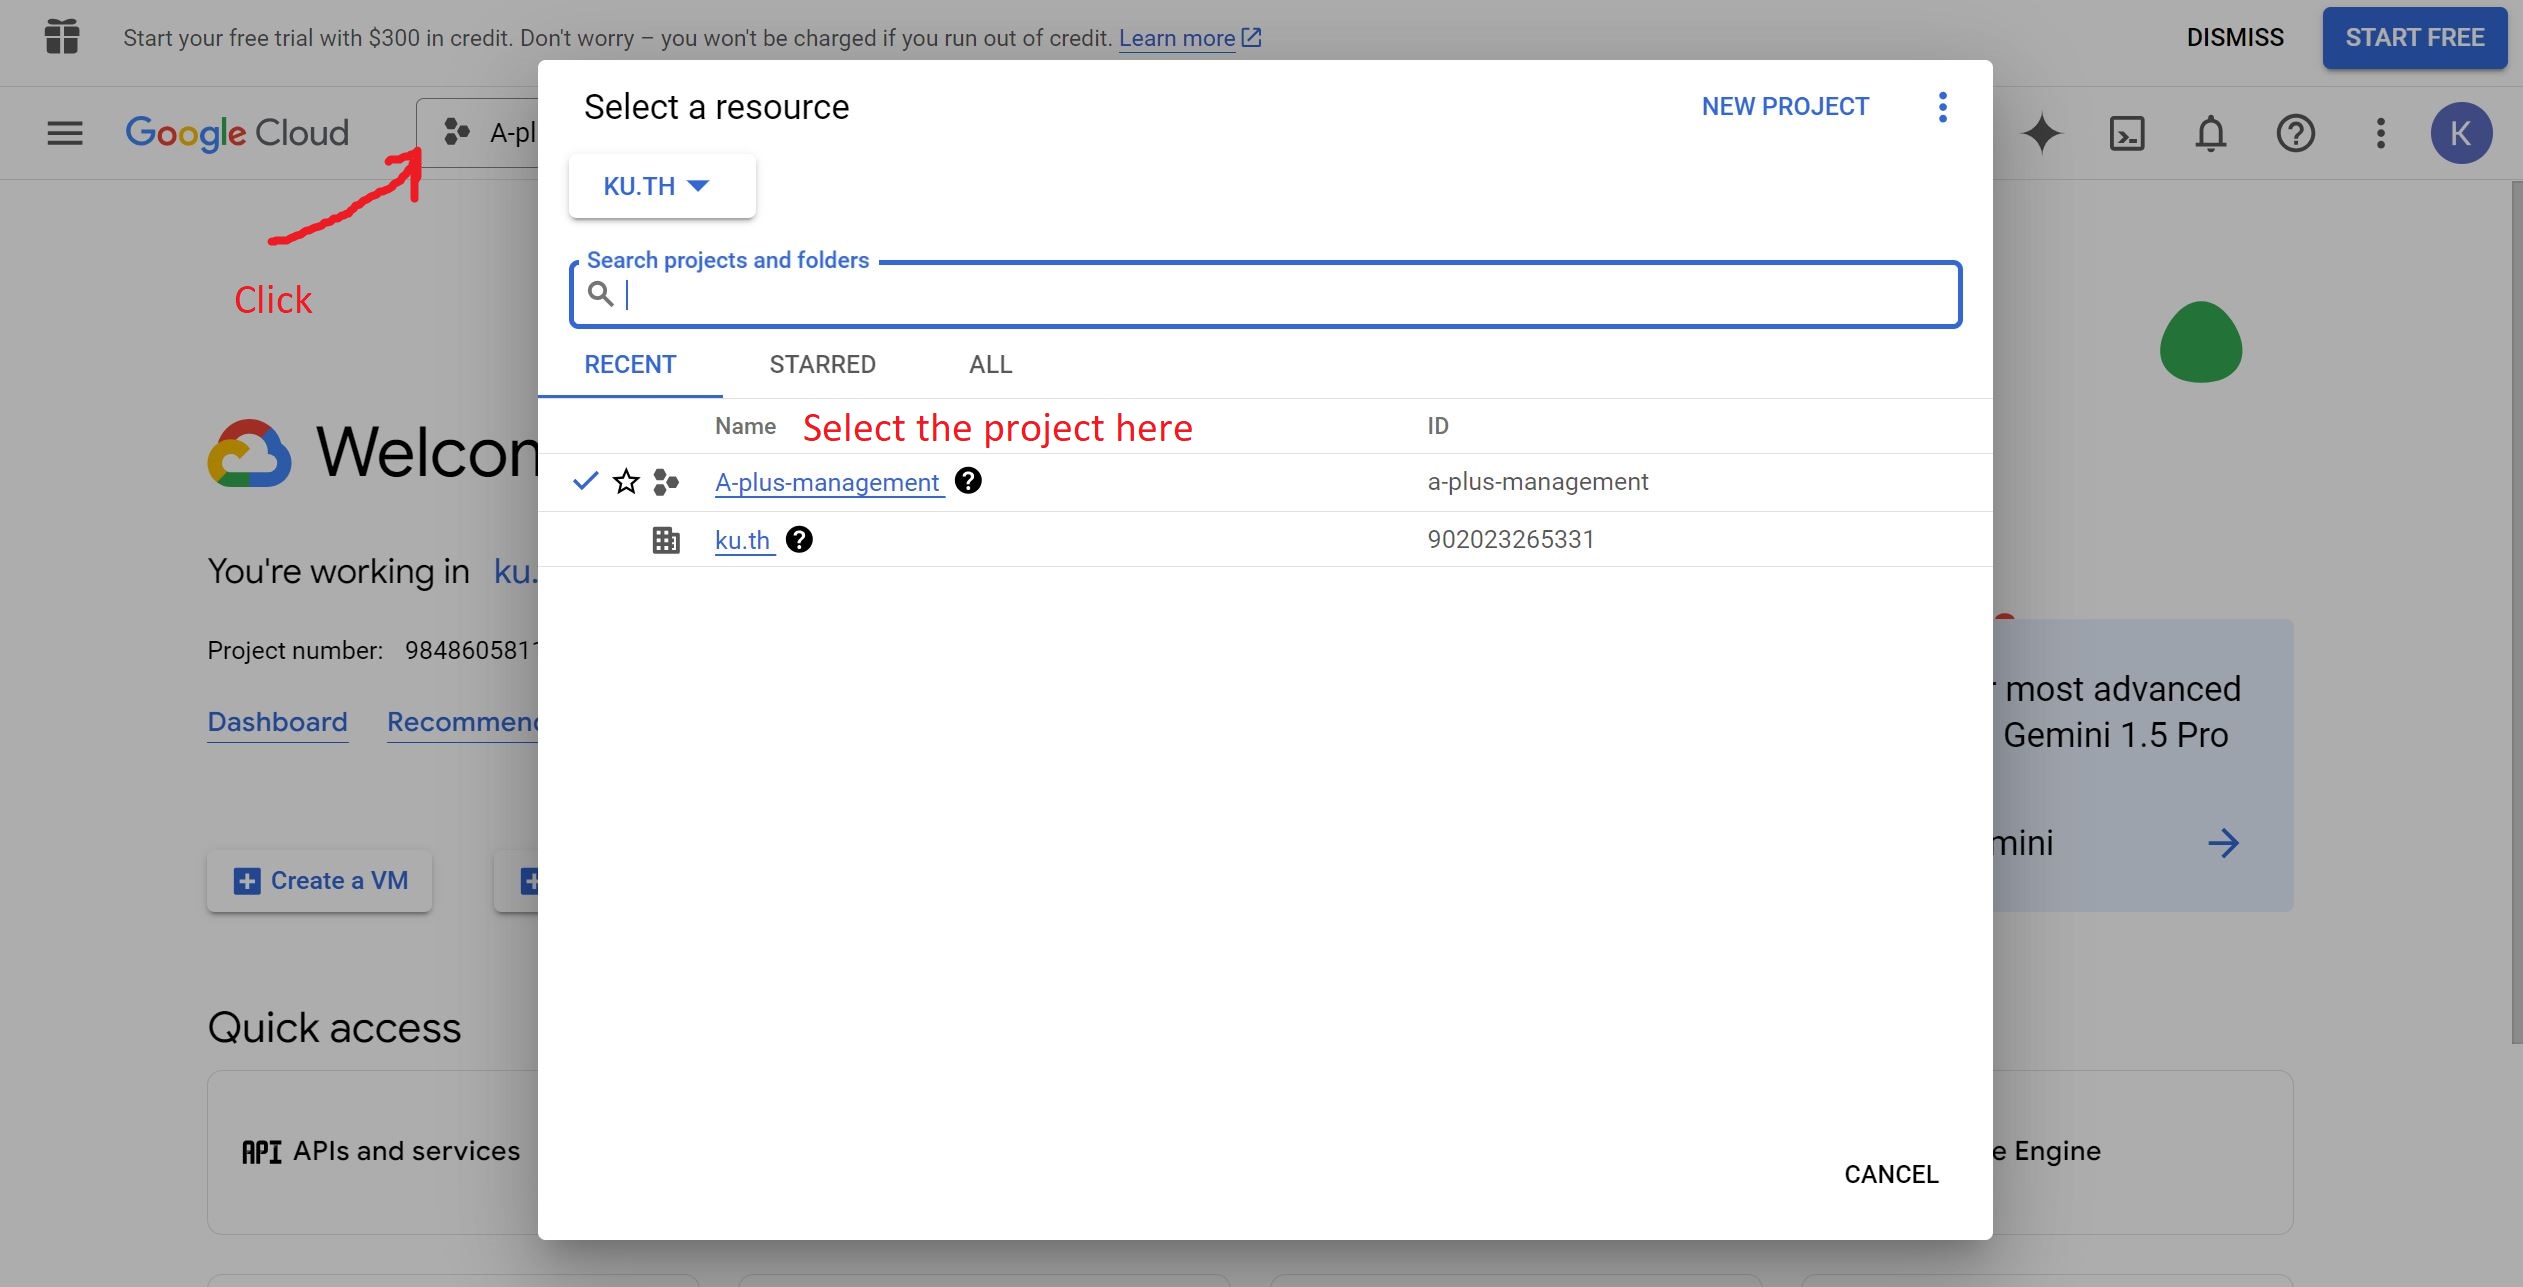 Start your free trial with $300 in credit. Don't worry – you won't be charged if you run out of credit. Learn more
DISMISS
START FREE
Google Cloud
A-pl
K
Click
Select a resource
NEW PROJECT
KU.TH
Search projects and folders
RECENT
STARRED
ALL
Name
Select the project here
ID
A-plus-management
a-plus-management
ku.th
902023265331
CANCEL
Welcom
You're working in ku.
Project number: 984860581
Dashboard
Recommend
most advanced
Gemini 1.5 Pro
mini
Create a VM
Quick access
API APIs and services
e Engine